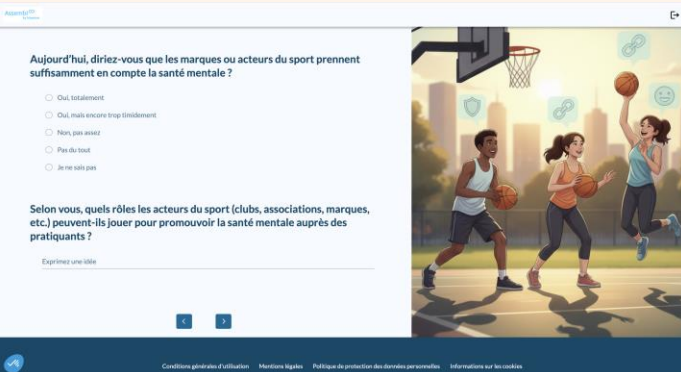 Aujourd'hui, diriez-vous que les marques ou acteurs du sport prennent
suffisamment en compte la santé mentale ?
Oui, totalement
Oui, mais encore trop timidement
Non, pas assez
Pas du tout
Je ne sais pas
Selon vous, quels rôles les acteurs du sport (clubs, associations, marques,
etc.) peuvent-ils jouer pour promouvoir la santé mentale auprès des
pratiquants ?
Exprimez une idée
Conditions générales d'utilisation Mentions légales Politique de protection des données personnelles Informations sur les cookies